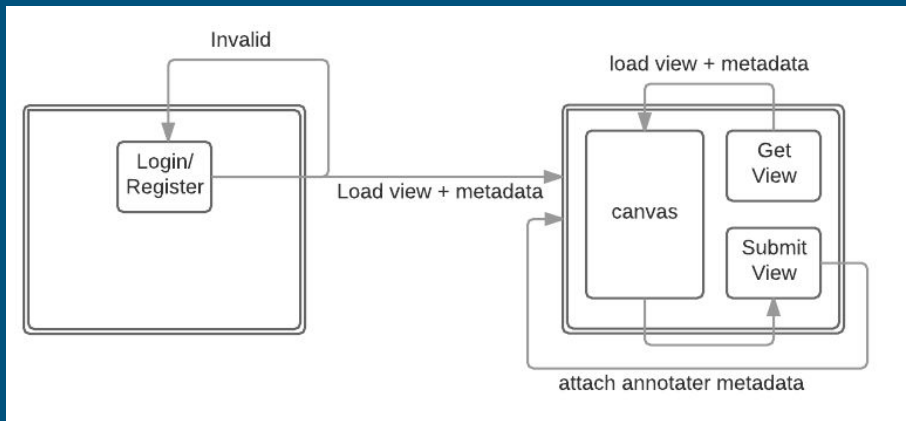 Invalid
load view + metadata
Login/
Register
Get
View
Load view + metadata
canvas
Submit
View
attach annotater metadata